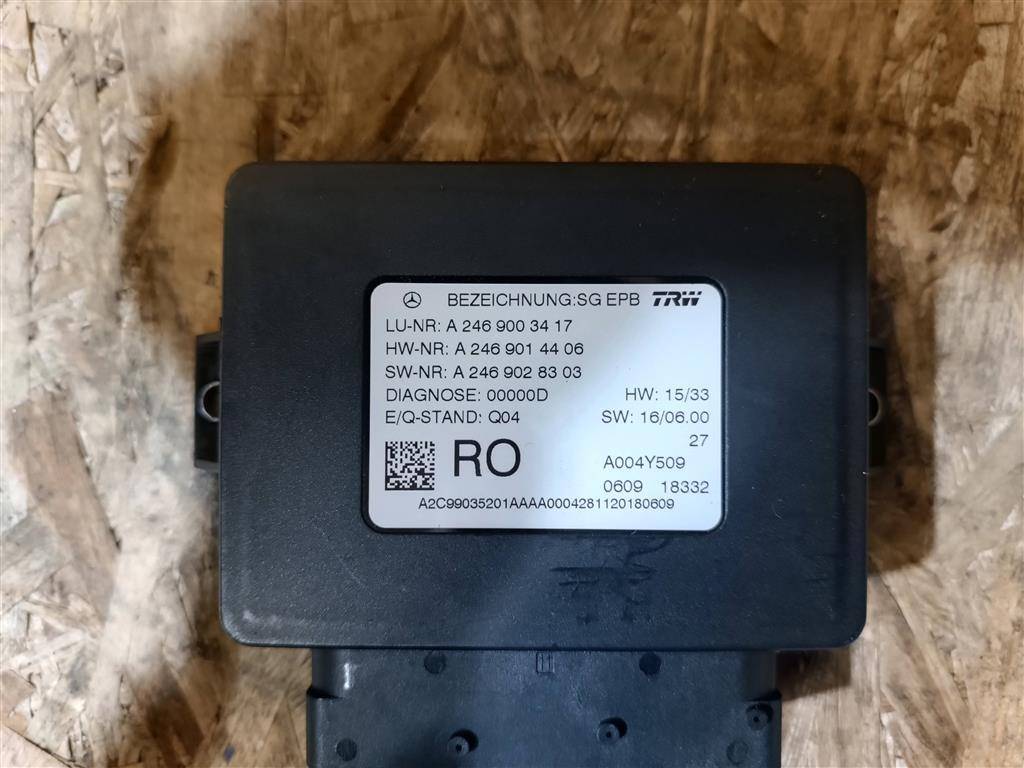 BEZEICHNUNG:SG EPB TRW
LU-NR: A 246 900 34 17
HW-NR: A 246 901 44 06
SW-NR: A 246 902 83 03
DIAGNOSE: 00000D HW: 15/33
E/Q-STAND: Q04 SW: 16/06.00
27
RO A004Y509
0609 18332
A2C99035201AAAA0004281120180609